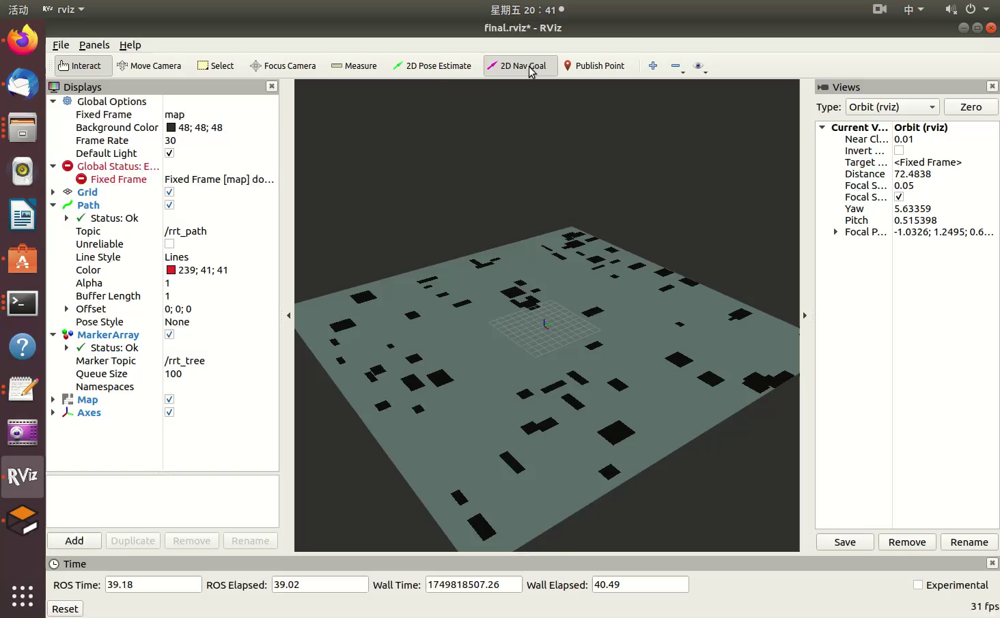 活动 rviz 星期五 20：41 中
final.rviz* - RViz
File Panels Help
Interact Move Camera Select Focus Camera Measure 2D Pose Estimate 2D Nav Goal Publish Point
Displays
Global Options
Fixed Frame map
Background Color 48; 48; 48
Frame Rate 30
Default Light
Global Status: E...
Fixed Frame Fixed Frame [map] do...
Grid
Path
Status: Ok
Topic /rrt_path
Unreliable
Line Style Lines
Color 239; 41; 41
Alpha 1
Buffer Length 1
Offset 0; 0; 0
Pose Style None
MarkerArray
Status: Ok
Marker Topic /rrt_tree
Queue Size 100
Namespaces
Map
Axes
Add Duplicate Remove Rename
Views
Type: Orbit (rviz) Zero
Current V... Orbit (rviz)
Near Cl... 0.01
Invert ...
Target ... <Fixed Frame>
Distance 72.4838
Focal S... 0.05
Focal S...
Yaw 5.63359
Pitch 0.515398
Focal P... -1.0326; 1.2495; 0.6...
Save Remove Rename
RViz
Time
ROS Time: 39.18 ROS Elapsed: 39.02 Wall Time: 1749818507.26 Wall Elapsed: 40.49 Experimental
Reset 31 fps